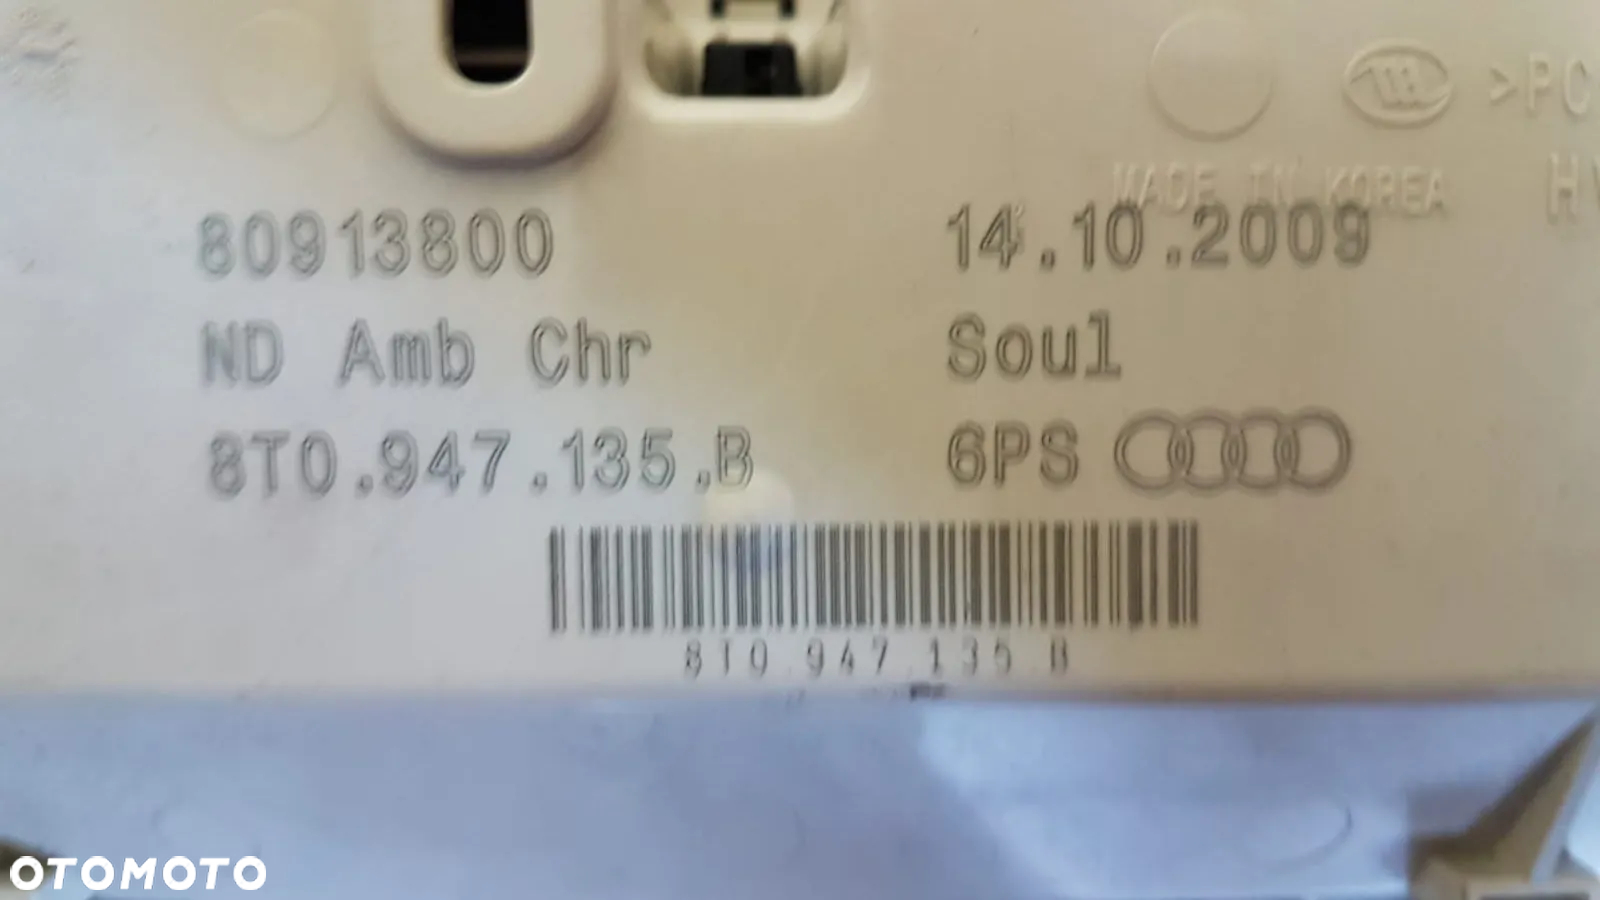 >PC
MADE IN KOREA
80913800 14.10.2009
ND Amb Chr Soul
8T0.947.135.B 6PS
8T0.947.135.B
OTOMOTO